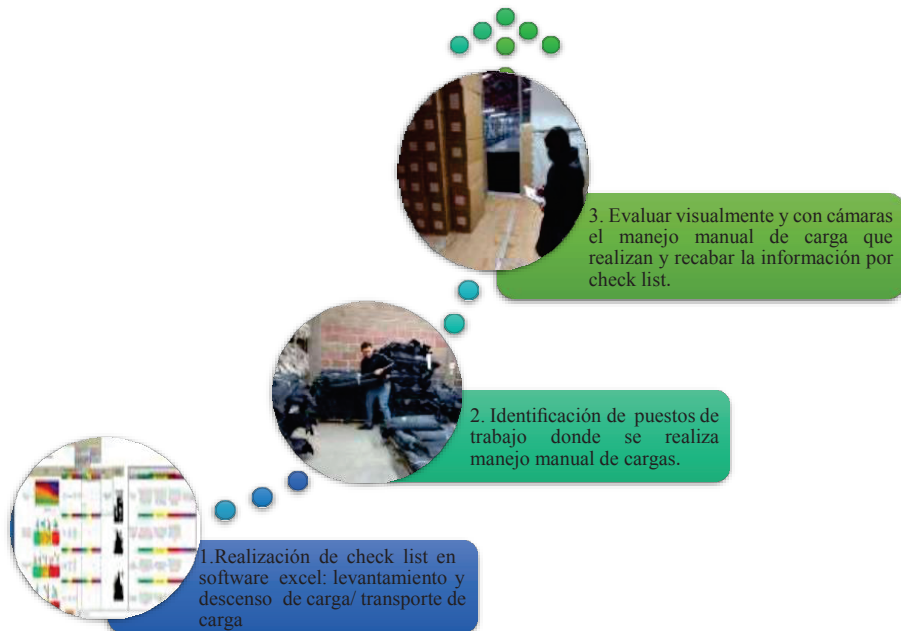 3. Evaluar visualmente y con cámaras
el manejo manual de carga que
realizan y recabar la información por
check list.
2. Identificación de puestos de
trabajo donde se realiza
manejo manual de cargas.
1.Realización de check list en
software excel: levantamiento y
descenso de carga/ transporte de
carga